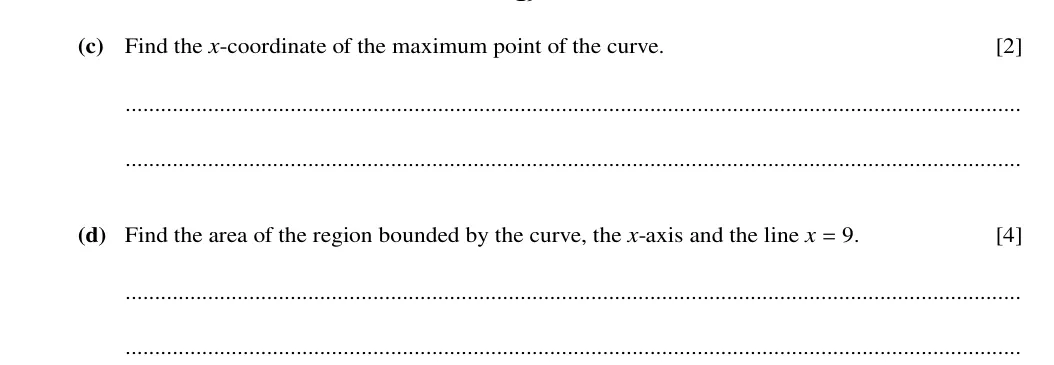 (c) Find the x-coordinate of the maximum point of the curve. [2]
(d) Find the area of the region bounded by the curve, the x-axis and the line x = 9. [4]